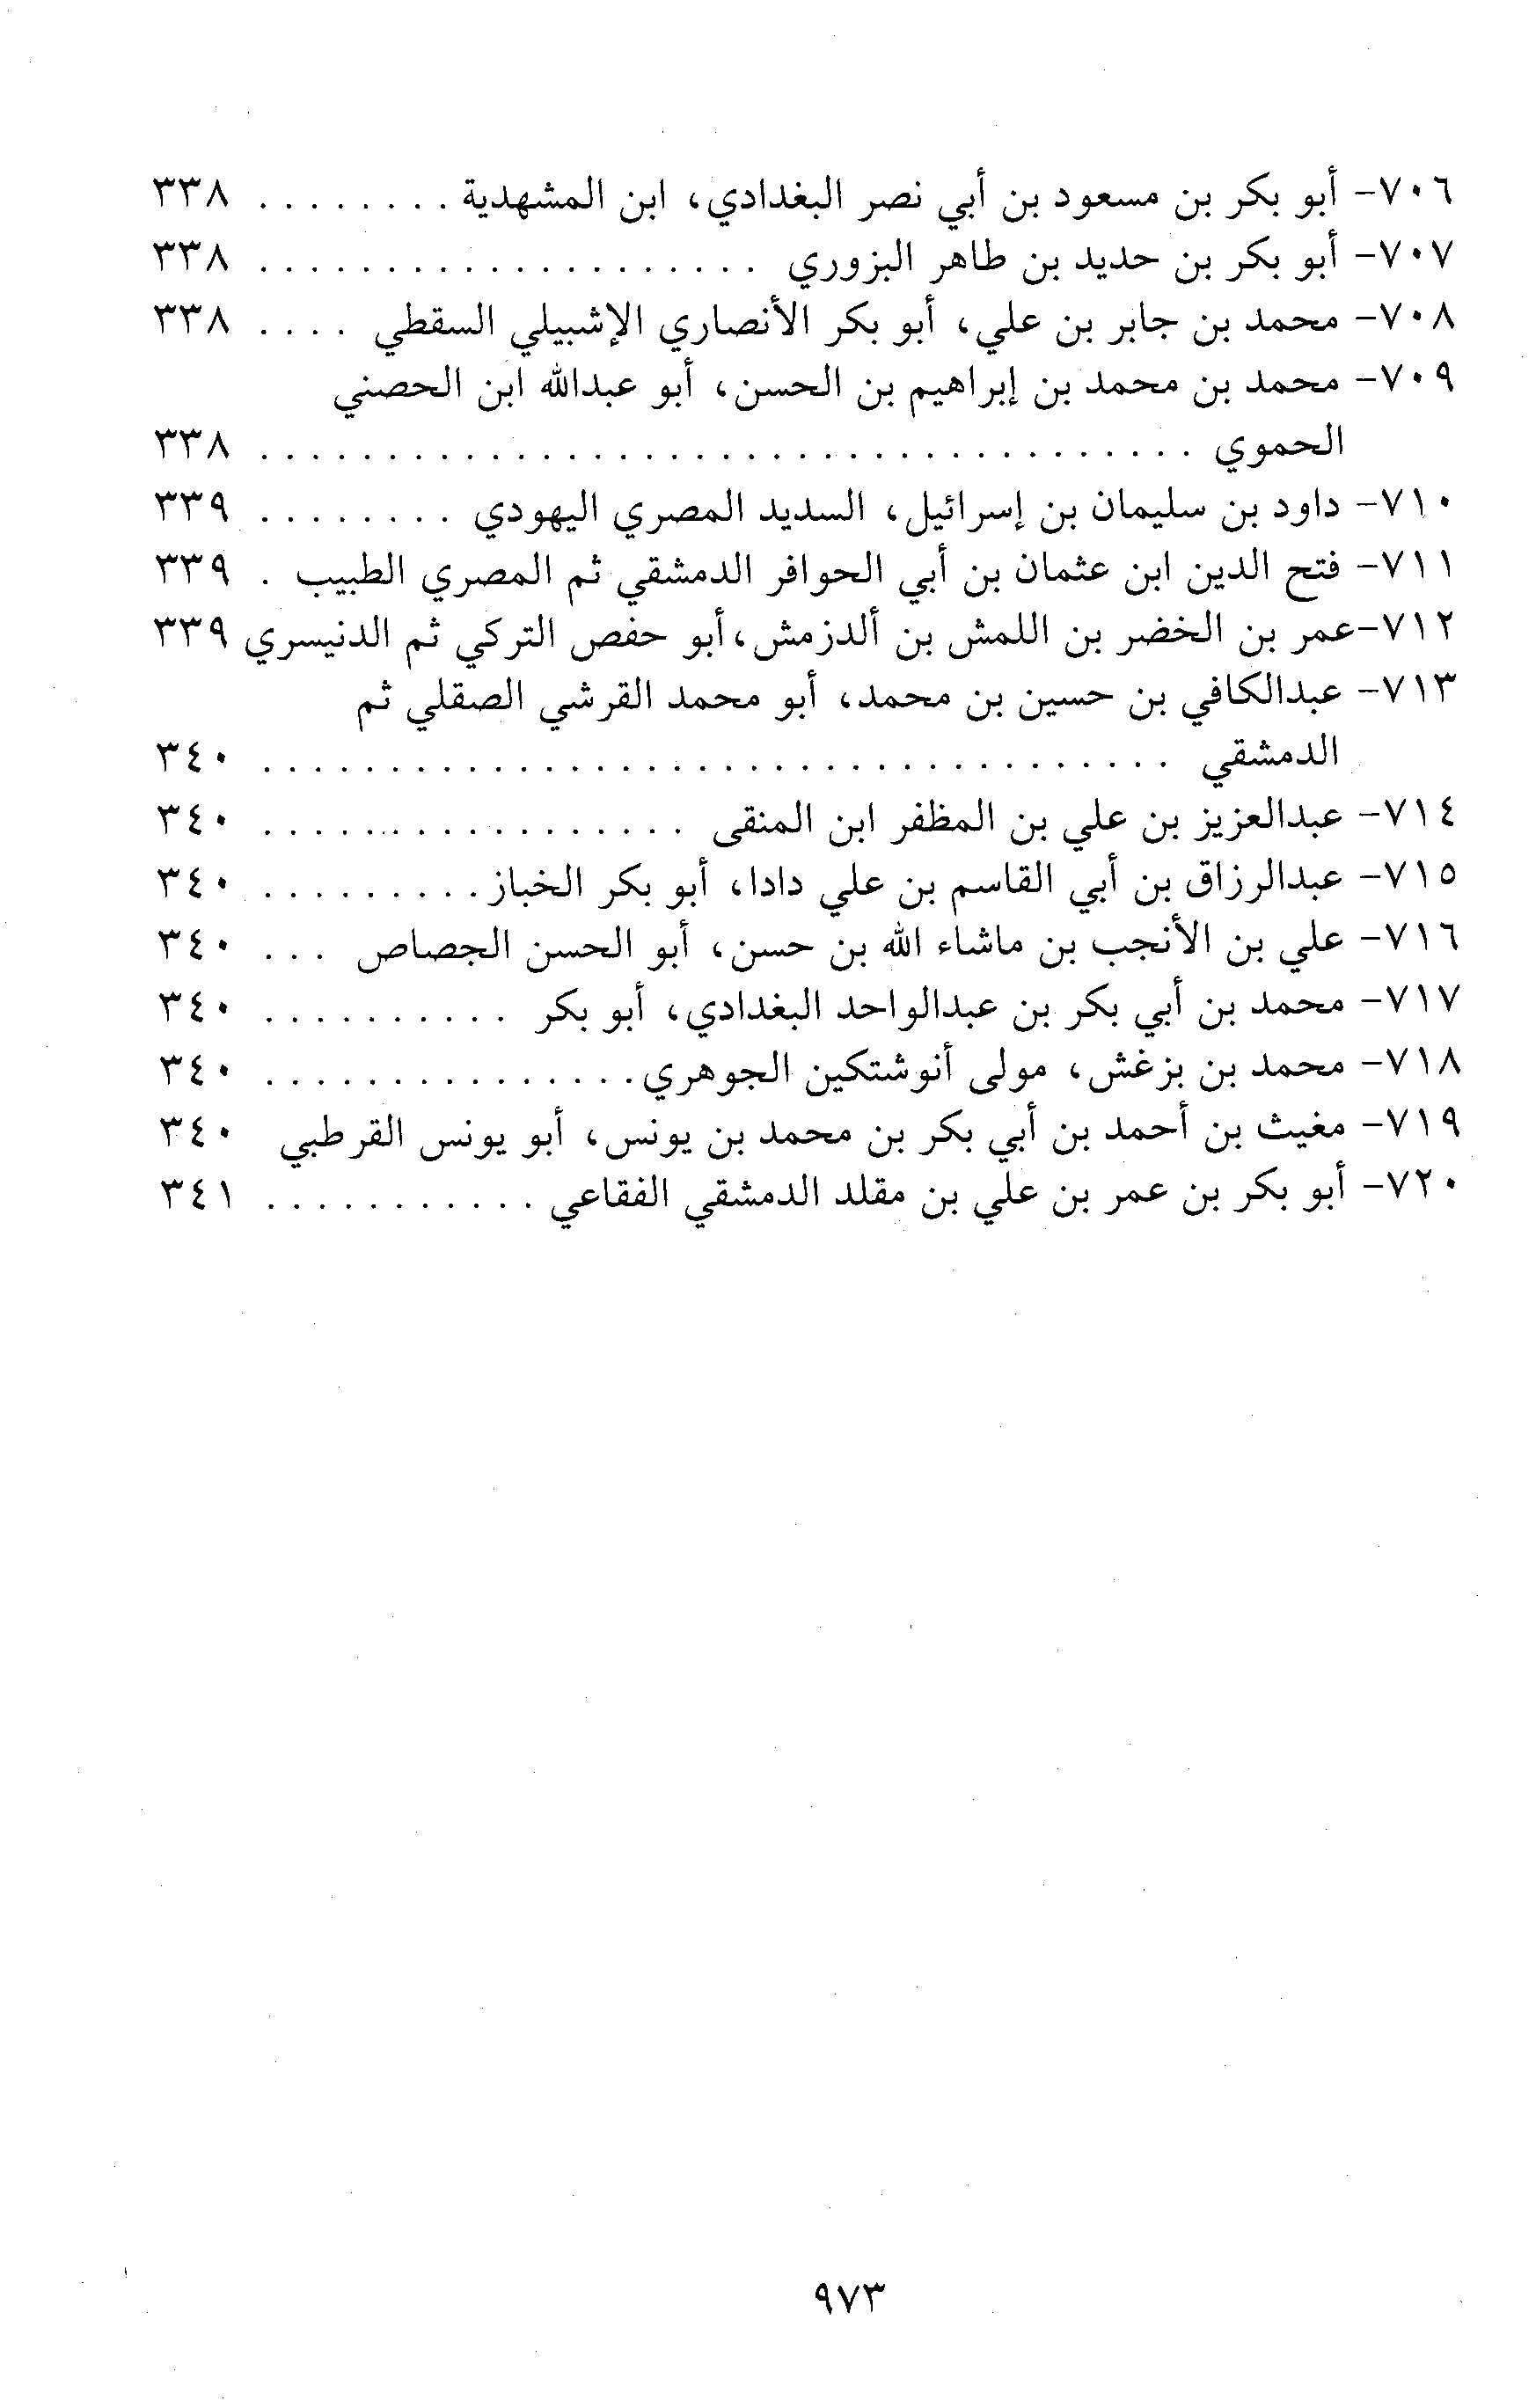 ٧٠٦- أبو بكر بن مسعود بن أبي نصر البغدادي، ابن المشهدية . . . . . . . . ٣٣٨
٧٠٧- أبو بكر بن حديد بن طاهر البزوري . . . . . . . . . . . . . . . . . . . . ٣٣٨
٧٠٨- محمد بن جابر بن علي، أبو بكر الأنصاري الإشبيلي السقطي . . . . ٣٣٨
٧٠٩- محمد بن محمد بن إبراهيم بن الحسن، أبو عبدالله ابن الحصني
الحموي . . . . . . . . . . . . . . . . . . . . . . . . . . . . . . . . . . . . . ٣٣٨
٧١٠- داود بن سليمان بن إسرائيل، السديد المصري اليهودي . . . . . . . . ٣٣٩
٧١١- فتح الدين ابن عثمان بن أبي الحوافر الدمشقي ثم المصري الطبيب . ٣٣٩
٧١٢-عمر بن الخضر بن اللمش بن ألدزمش،أبو حفص التركي ثم الدنيسري ٣٣٩
٧١٣- عبدالكافي بن حسين بن محمد، أبو محمد القرشي الصقلي ثم
الدمشقي . . . . . . . . . . . . . . . . . . . . . . . . . . . . . . . . . . . . ٣٤٠
٧١٤- عبدالعزيز بن علي بن المظفر ابن المنقى . . . . . . . . . . . . . . . . . ٣٤٠
٧١٥- عبدالرزاق بن أبي القاسم بن علي دادا، أبو بكر الخباز . . . . . . . . . ٣٤٠
٧١٦- علي بن الأنجب بن ماشاء الله بن حسن، أبو الحسن الجصاص . . . ٣٤٠
٧١٧- محمد بن أبي بكر بن عبدالواحد البغدادي، أبو بكر . . . . . . . . . . ٣٤٠
٧١٨- محمد بن بزغش، مولى أنوشتكين الجوهري . . . . . . . . . . . . . . . ٣٤٠
٧١٩- مغيث بن أحمد بن أبي بكر بن محمد بن يونس، أبو يونس القرطبي ٣٤٠
٧٢٠- أبو بكر بن عمر بن علي بن مقلد الدمشقي الفقاعي . . . . . . . . . . . ٣٤١
٩٧٣